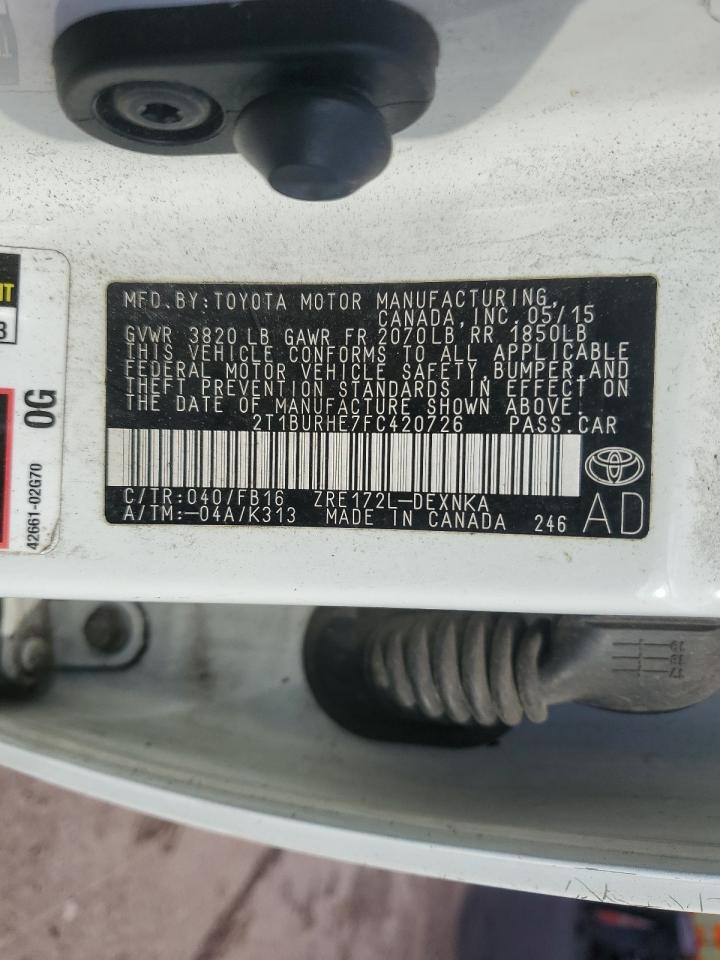 MFD.BY:TOYOTA MOTOR MANUFACTURING,
CANADA,INC.05/15
GVWR 3820 LB GAWR FR 2070LB RR 1850LB
THIS VEHICLE CONFORMS TO ALL APPLICABLE
FEDERAL MOTOR VEHICLE SAFETY,BUMPER,AND
THEFT PREVENTION STANDARDS IN EFFECT ON
THE DATE OF MANUFACTURE SHOWN ABOVE.
2T1BURHE7FC420726 PASS.CAR
C/TR:040/FB16 ZRE172L-DEXNKA
A/TM:-04A/K313 MADE IN CANADA 246 AD
0G
42661-02G70